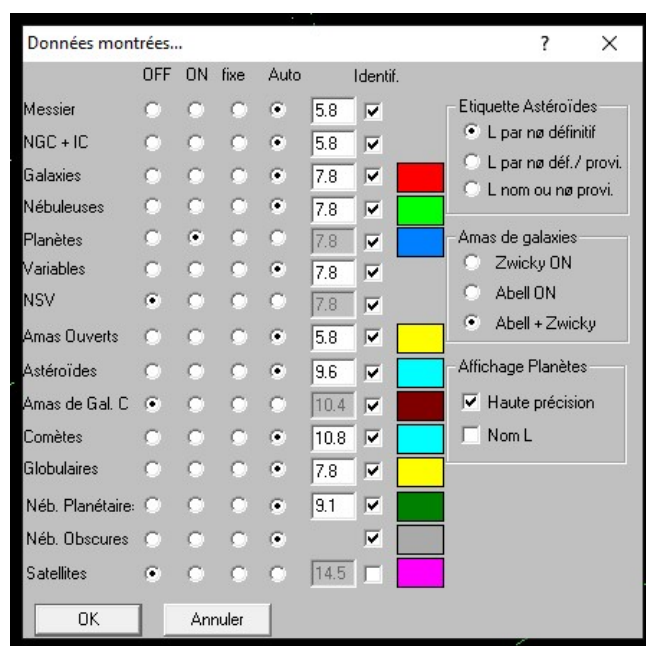 Données montrées...
OFF ON fixe Auto Identif.
Messier 5.8
NGC + IC 5.8
Galaxies 7.8
Nébuleuses 7.8
Planètes 7.8
Variables 7.8
NSV 7.8
Amas Ouverts 5.8
Astéroïdes 9.6
Amas de Gal. C 10.4
Comètes 10.8
Globulaires 7.8
Néb. Planétaire: 9.1
Néb. Obscures
Satellites 14.5
Etiquette Astéroïdes
L par nø définitif
L par nø déf./ provi.
L nom ou nø provi.
Amas de galaxies
Zwicky ON
Abell ON
Abell + Zwicky
Affichage Planètes
Haute précision
Nom L
OK Annuler